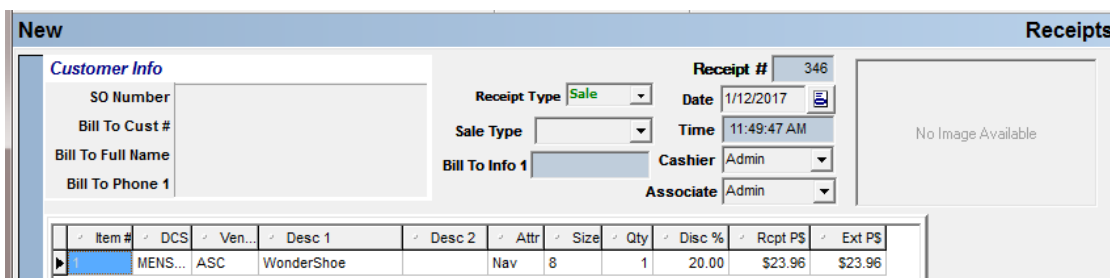 New Receipts
Customer Info
SO Number
Bill To Cust #
Bill To Full Name
Bill To Phone 1
Receipt Type Sale
Sale Type
Bill To Info 1
Receipt # 346
Date 1/12/2017
Time 11:49:47 AM
Cashier Admin
Associate Admin
No Image Available
Item # DCS Ven... Desc 1 Desc 2 Attr Size Qty Disc % Rcpt P$ Ext P$
1 MENS... ASC WonderShoe Nav 8 1 20.00 $23.96 $23.96